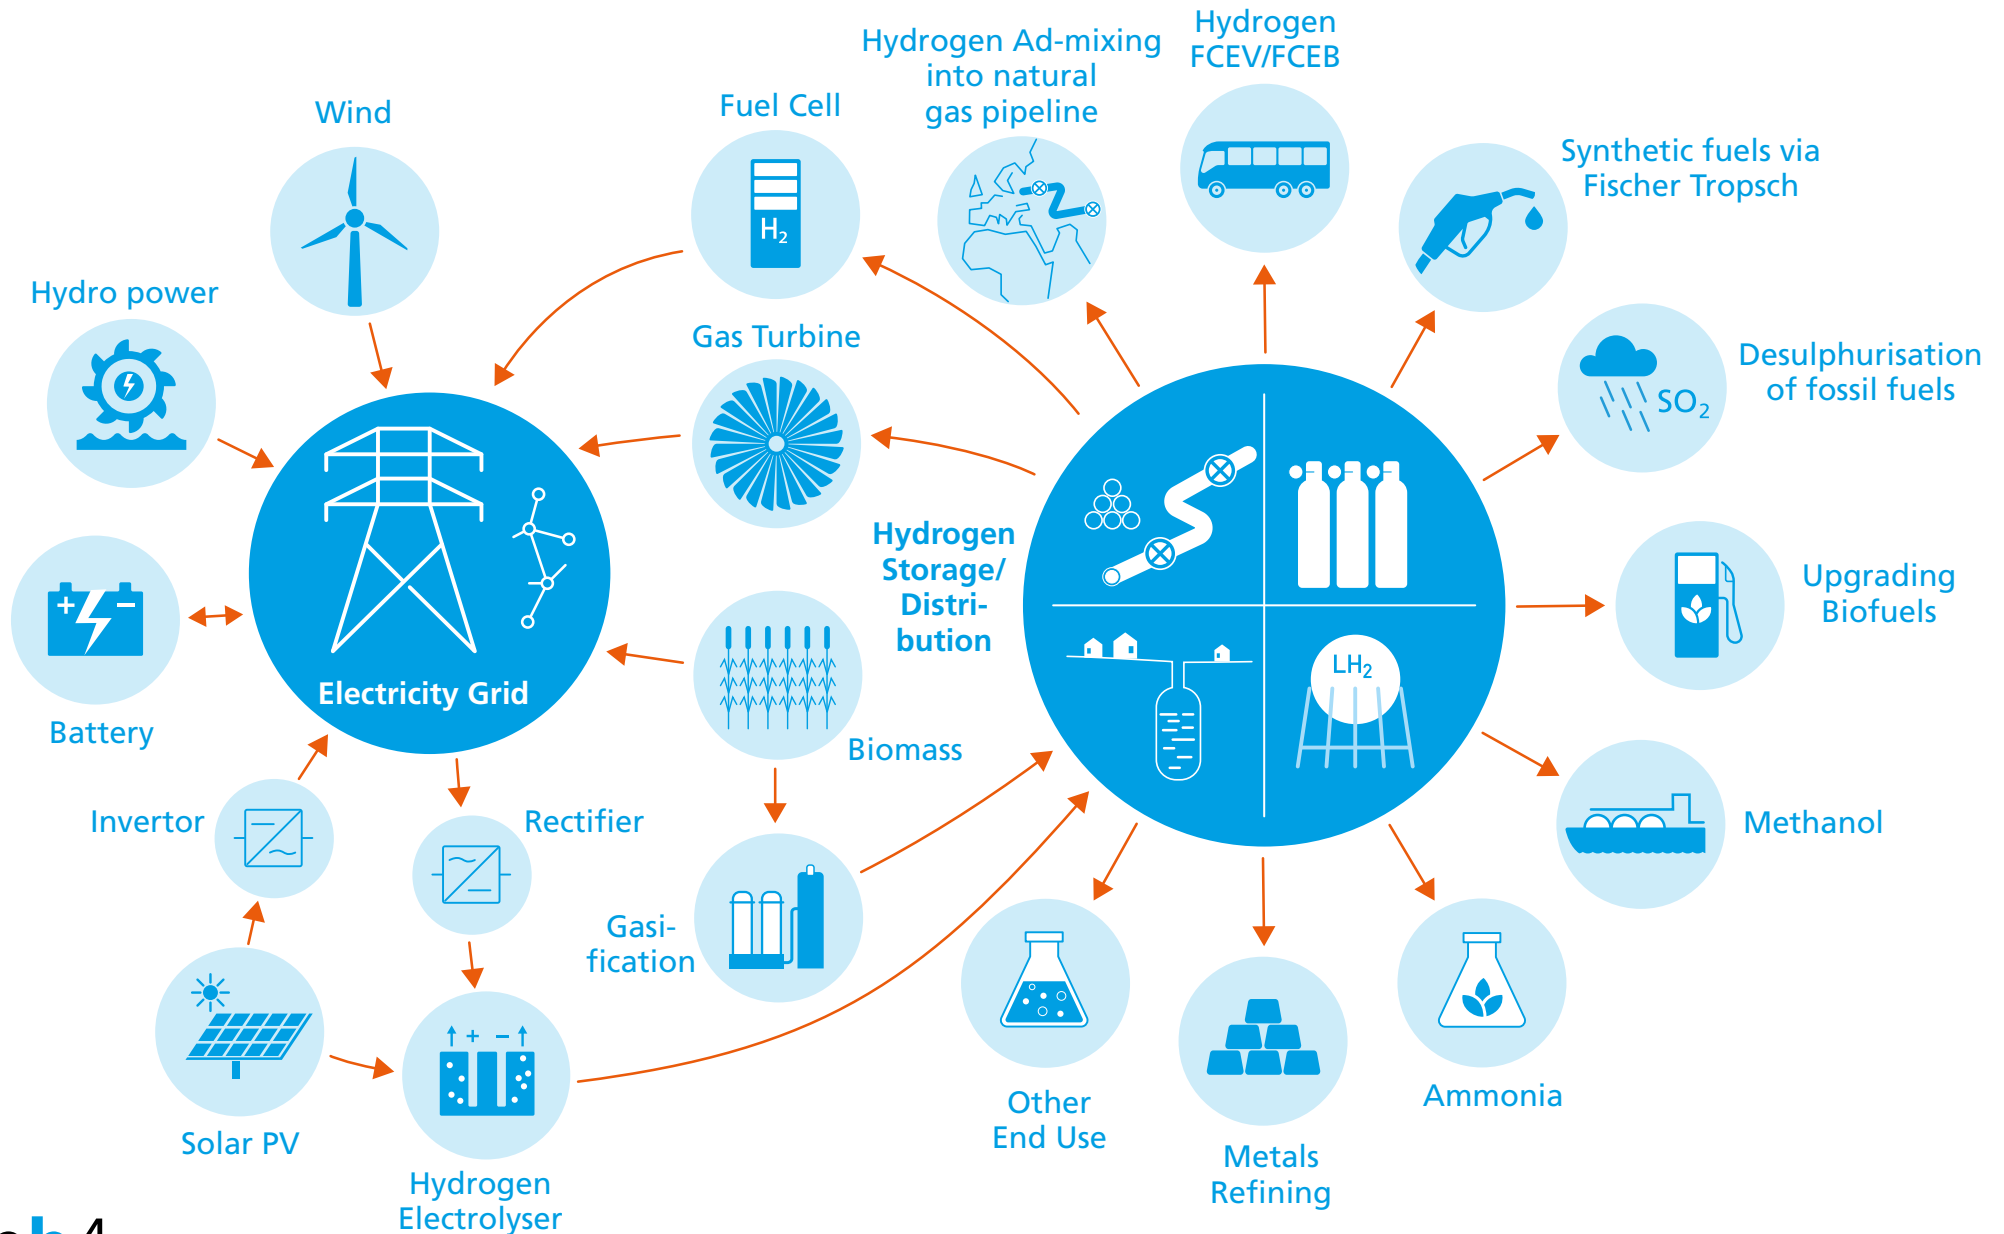 Hydrogen
FCEV/FCEB
Hydrogen Ad-mixing
into natural
gas pipeline
Wind
Fuel Cell
H₂
Synthetic fuels via
Fischer Tropsch
Hydro power
Gas Turbine
Desulphurisation
of fossil fuels
SO₂
Hydrogen
Storage/
Distri-
bution
+ −
Upgrading
Biofuels
LH₂
Electricity Grid
Battery
Biomass
Invertor
Rectifier
Methanol
Gasi-
fication
+ −
Other
End Use
Ammonia
Solar PV
Metals
Refining
Hydrogen
Electrolyser
4